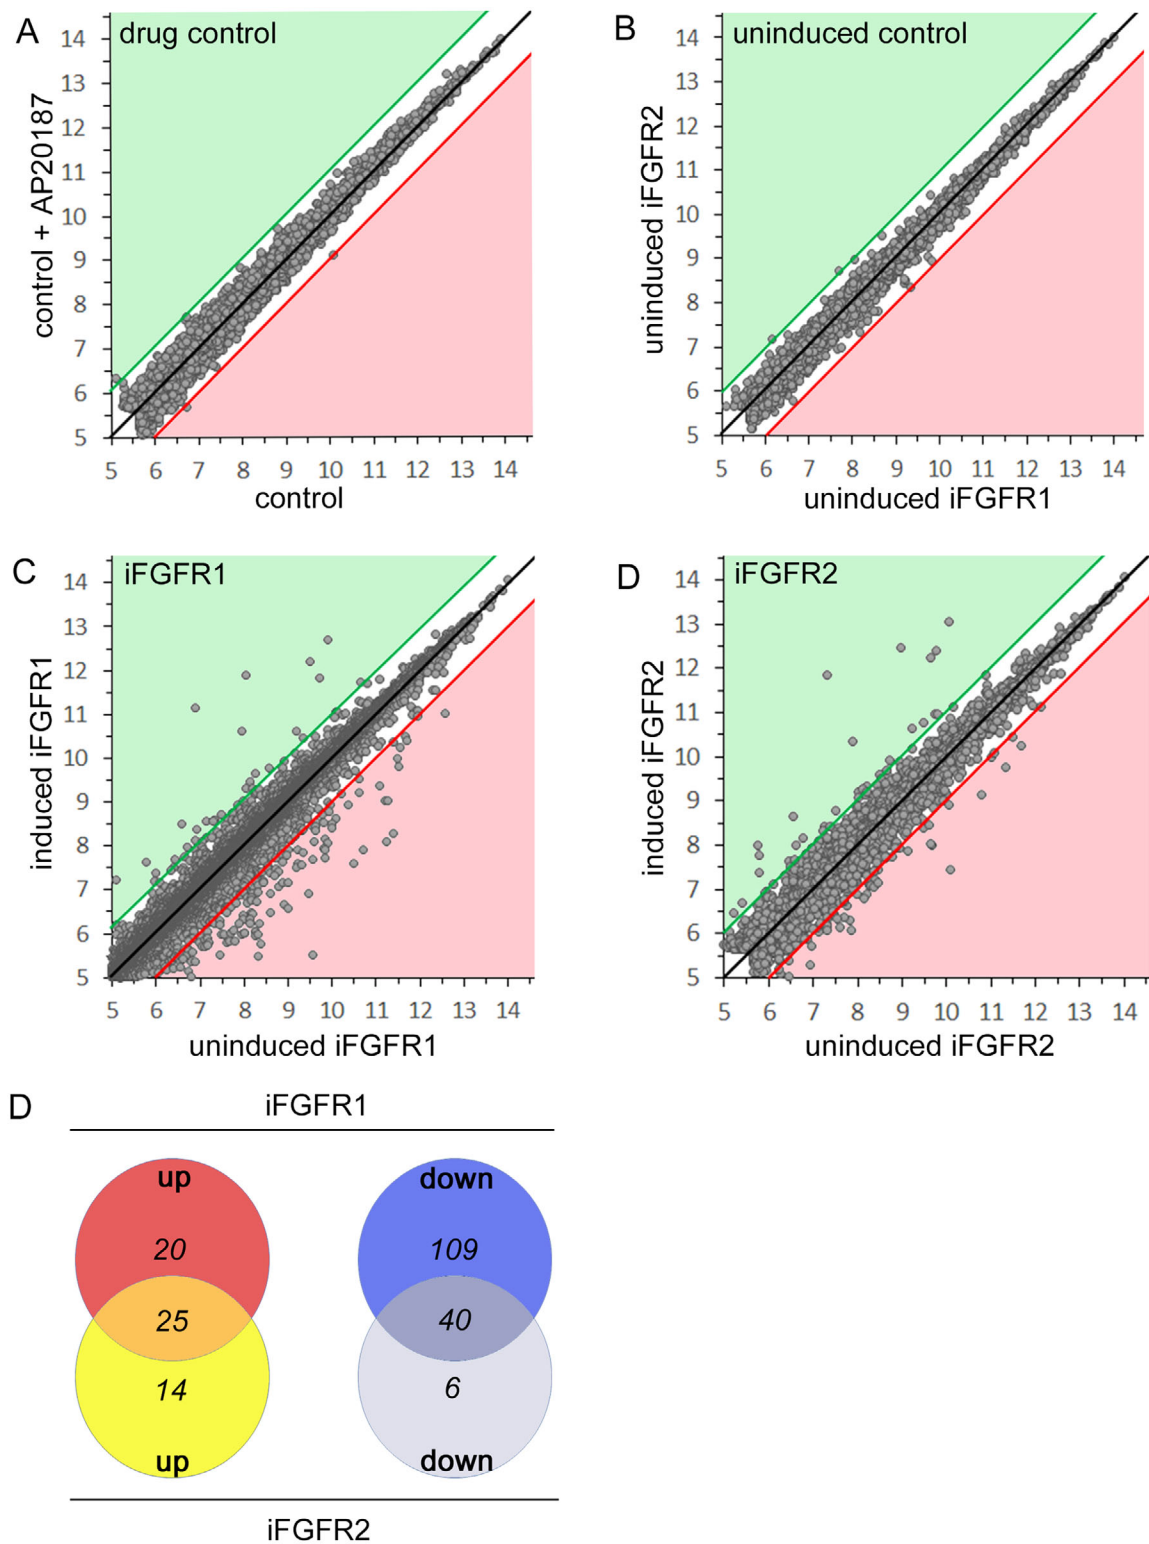 A
drug control
control + AP20187
14
13
12
11
10
9
8
7
6
5
5 6 7 8 9 10 11 12 13 14
control
B
uninduced control
uninduced iFGFR2
14
13
12
11
10
9
8
7
6
5
5 6 7 8 9 10 11 12 13 14
uninduced iFGFR1
C
iFGFR1
induced iFGFR1
14
13
12
11
10
9
8
7
6
5
5 6 7 8 9 10 11 12 13 14
uninduced iFGFR1
D
iFGFR2
induced iFGFR2
14
13
12
11
10
9
8
7
6
5
5 6 7 8 9 10 11 12 13 14
uninduced iFGFR2
D
iFGFR1
up down
20 109
25 40
14 6
up down
iFGFR2